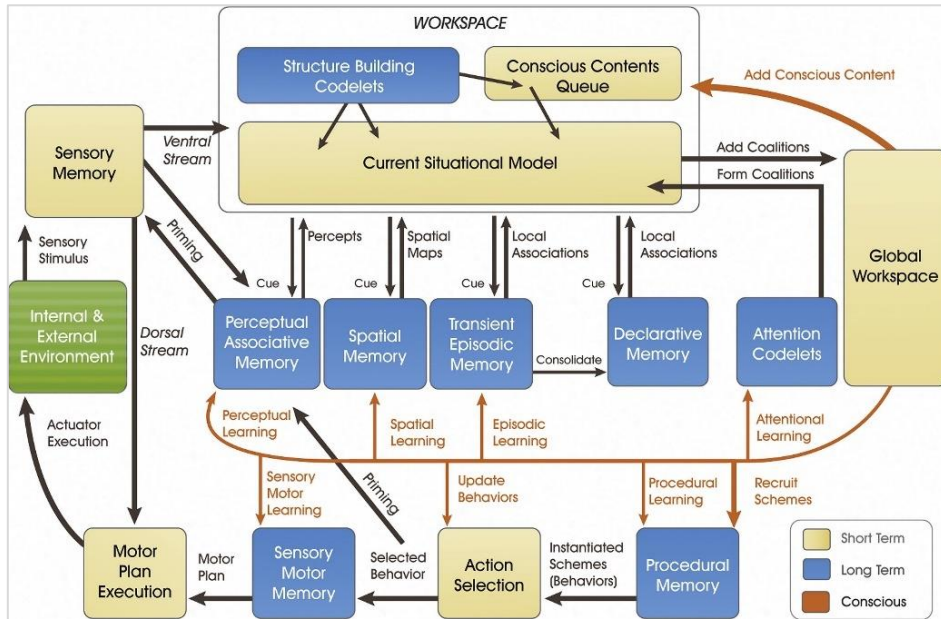 WORKSPACE
Structure Building
Codelets
Conscious Contents
Queue
Add Conscious Content
Ventral
Stream
Sensory
Memory
Current Situational Model
Add Coalitions
Form Coalitions
Priming
Sensory
Stimulus
Percepts
Spatial
Maps
Local
Associations
Local
Associations
Global
Workspace
Cue
Cue
Cue
Cue
Internal &
External
Environment
Dorsal
Stream
Perceptual
Associative
Memory
Spatial
Memory
Transient
Episodic
Memory
Consolidate
Declarative
Memory
Attention
Codelets
Actuator
Execution
Perceptual
Learning
Spatial
Learning
Episodic
Learning
Attentional
Learning
Sensory
Motor
Learning
Priming
Update
Behaviors
Procedural
Learning
Recruit
Schemes
Motor
Plan
Execution
Motor
Plan
Sensory
Motor
Memory
Selected
Behavior
Action
Selection
Instantiated
Schemes
(Behaviors)
Procedural
Memory
Short Term
Long Term
Conscious